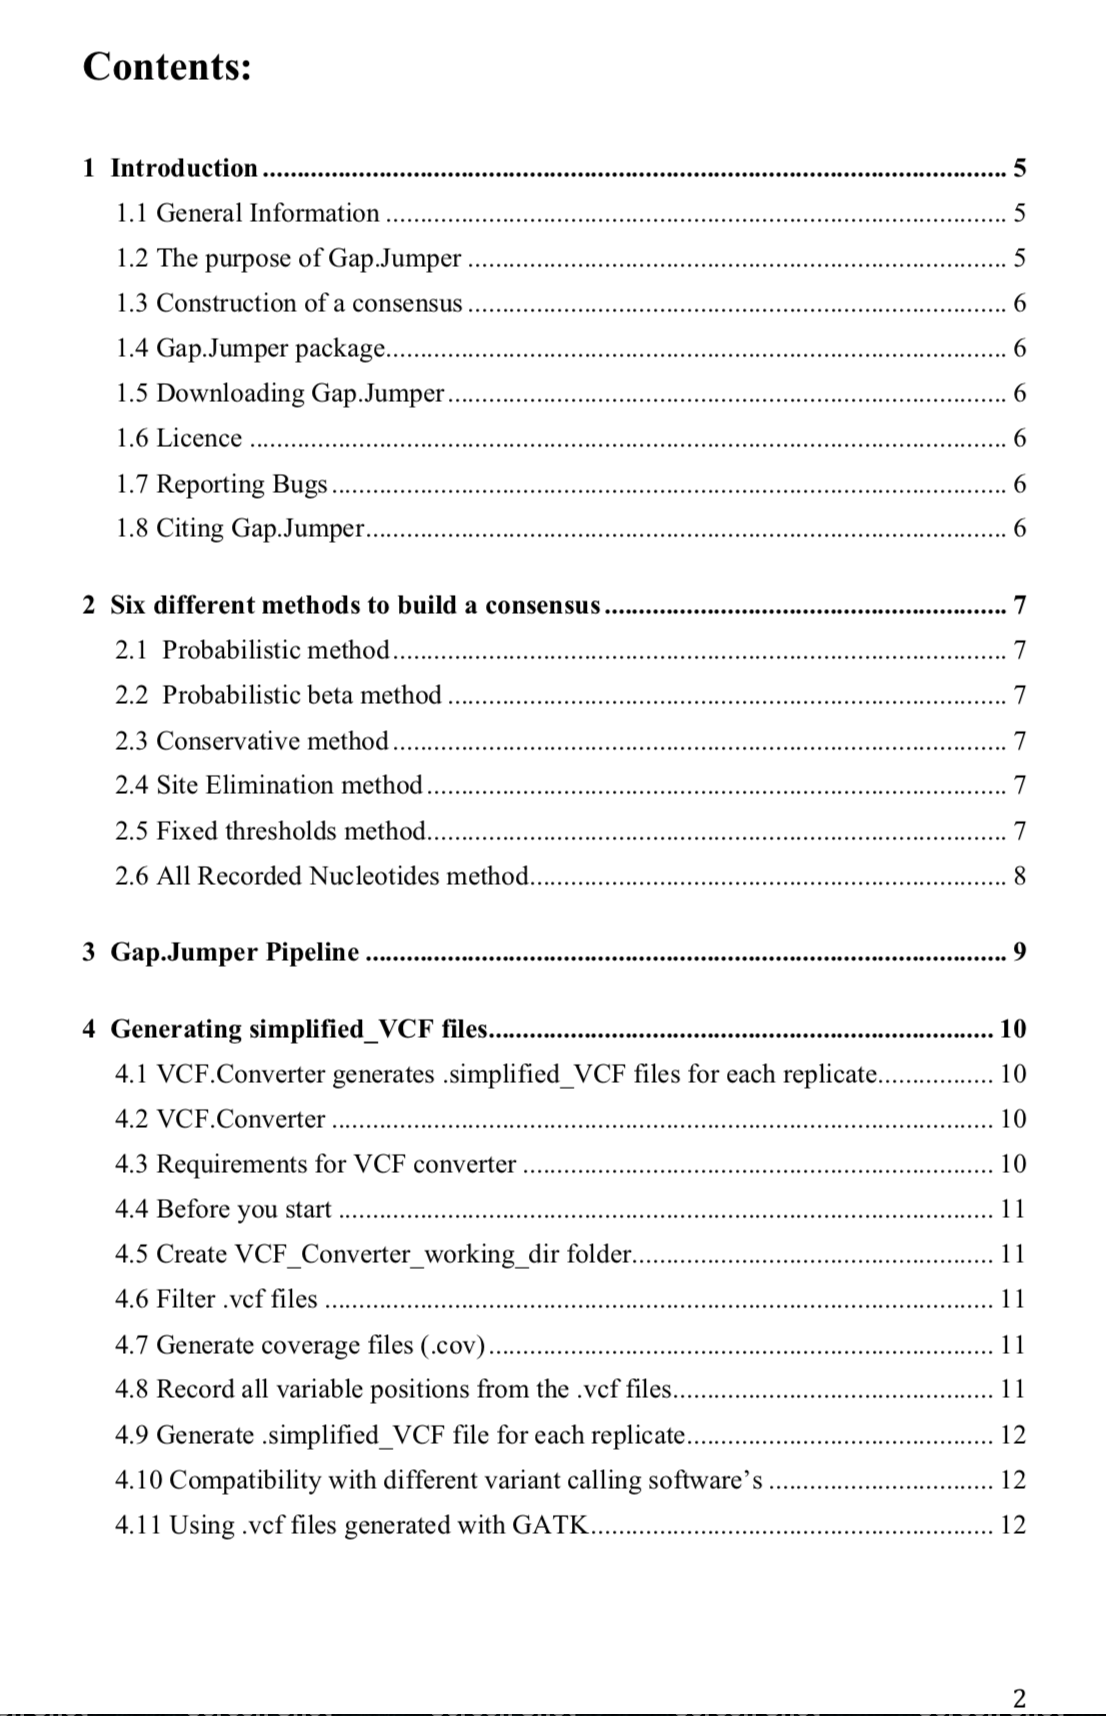 Contents:
1 Introduction ........ 5
1.1 General Information ........ 5
1.2 The purpose of Gap.Jumper ........ 5
1.3 Construction of a consensus ........ 6
1.4 Gap.Jumper package ........ 6
1.5 Downloading Gap.Jumper ........ 6
1.6 Licence ........ 6
1.7 Reporting Bugs ........ 6
1.8 Citing Gap.Jumper ........ 6
2 Six different methods to build a consensus ........ 7
2.1 Probabilistic method ........ 7
2.2 Probabilistic beta method ........ 7
2.3 Conservative method ........ 7
2.4 Site Elimination method ........ 7
2.5 Fixed thresholds method ........ 7
2.6 All Recorded Nucleotides method ........ 8
3 Gap.Jumper Pipeline ........ 9
4 Generating simplified_VCF files ........ 10
4.1 VCF.Converter generates .simplified_VCF files for each replicate ........ 10
4.2 VCF.Converter ........ 10
4.3 Requirements for VCF converter ........ 10
4.4 Before you start ........ 11
4.5 Create VCF_Converter_working_dir folder ........ 11
4.6 Filter .vcf files ........ 11
4.7 Generate coverage files (.cov) ........ 11
4.8 Record all variable positions from the .vcf files ........ 11
4.9 Generate .simplified_VCF file for each replicate ........ 12
4.10 Compatibility with different variant calling software’s ........ 12
4.11 Using .vcf files generated with GATK ........ 12
2